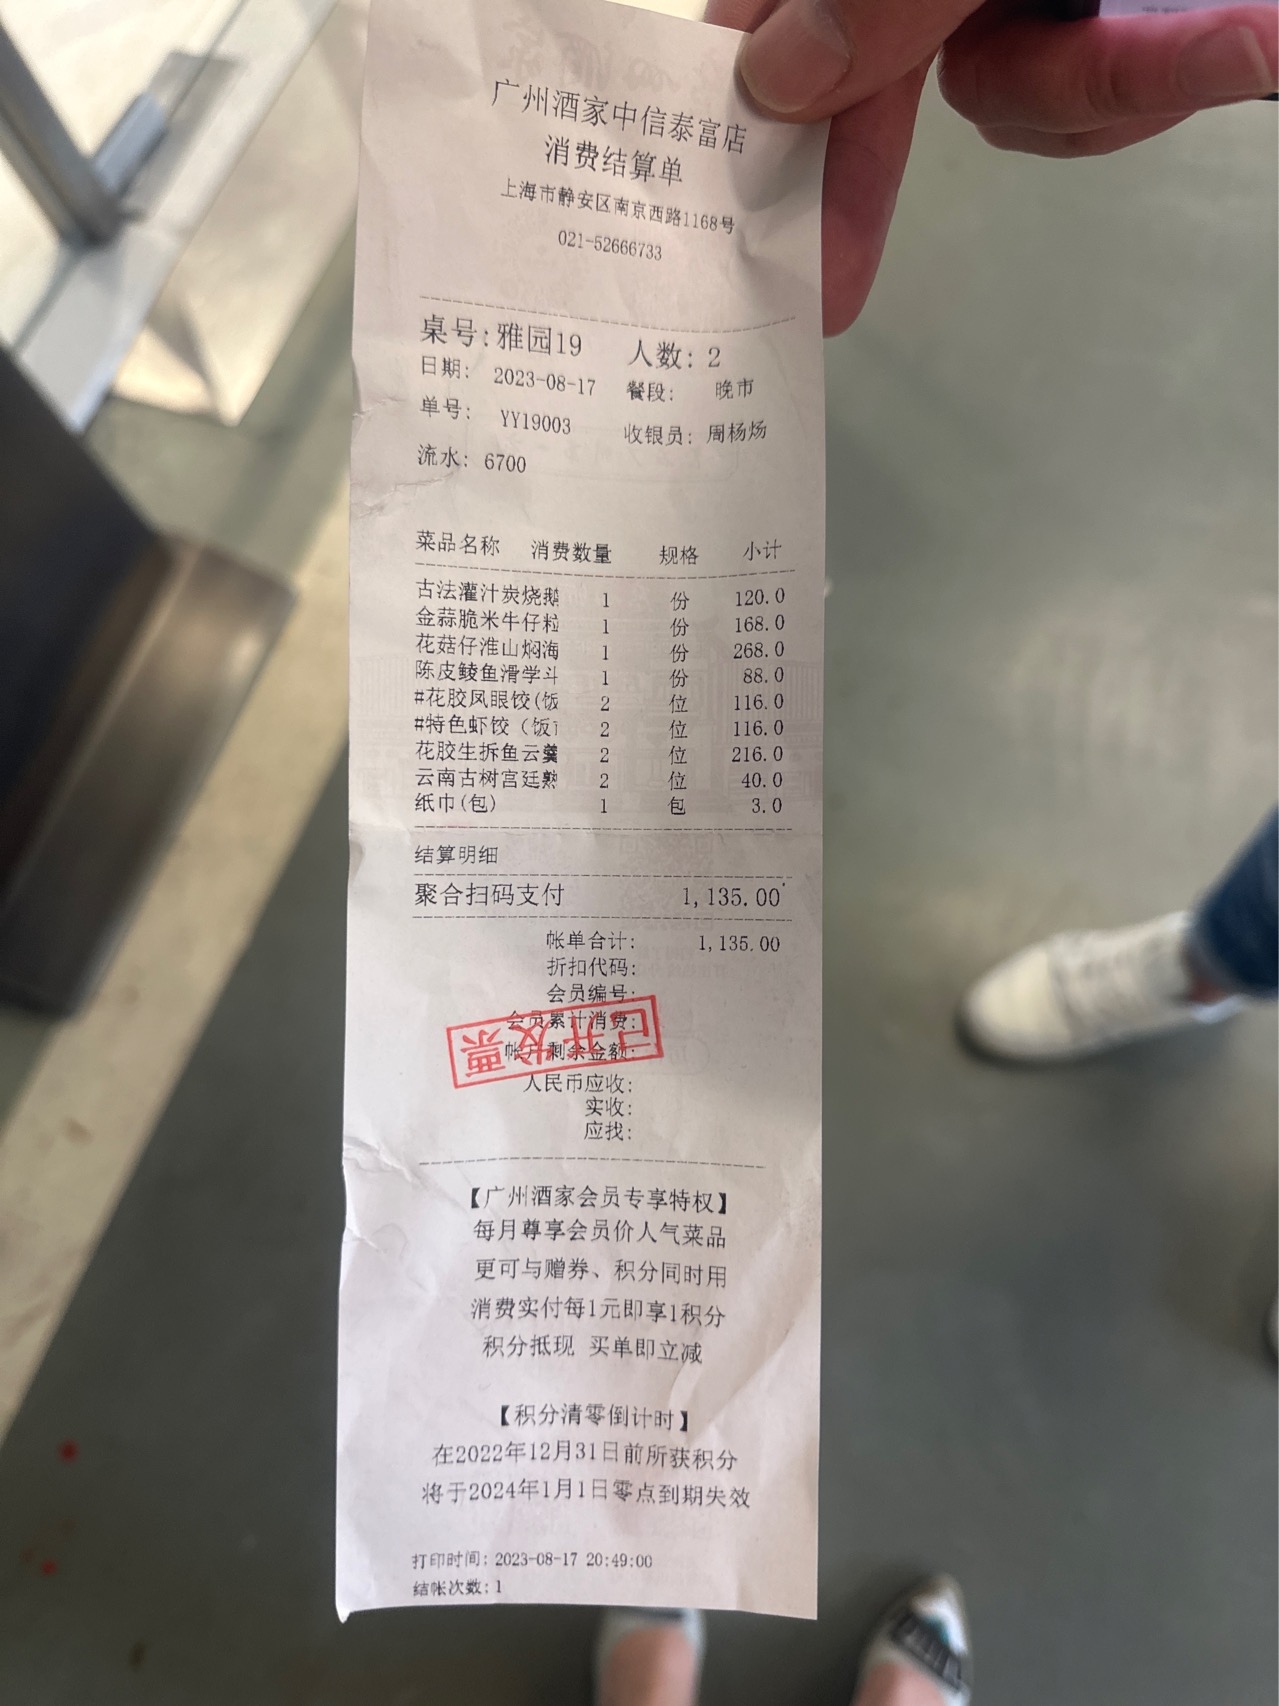 广州酒家中信泰富店
消费结算单
上海市静安区南京西路1168号
021-52666733
桌号:雅园19 人数: 2
日期: 2023-08-17 餐段: 晚市
单号: YY19003 收银员: 周杨炀
流水: 6700
菜品名称 消费数量 规格 小计
古法灌汁炭烧鹅 1 份 120.0
金蒜脆米牛仔粒 1 份 168.0
花菇仔淮山焖海 1 份 268.0
陈皮鲮鱼滑学斗 1 份 88.0
#花胶凤眼饺(饭 2 位 116.0
#特色虾饺（饭 2 位 116.0
花胶生拆鱼云羹 2 位 216.0
云南古树宫廷熟 2 位 40.0
纸巾(包) 1 包 3.0
结算明细
聚合扫码支付 1,135.00
帐单合计: 1,135.00
折扣代码:
会员编号:
会员累计消费:
帐户剩余金额:
已开发票
人民币应收:
实收:
应找:
【广州酒家会员专享特权】
每月尊享会员价人气菜品
更可与赠券、积分同时用
消费实付每1元即享1积分
积分抵现 买单即立减
【积分清零倒计时】
在2022年12月31日前所获积分
将于2024年1月1日零点到期失效
打印时间: 2023-08-17 20:49:00
结帐次数: 1